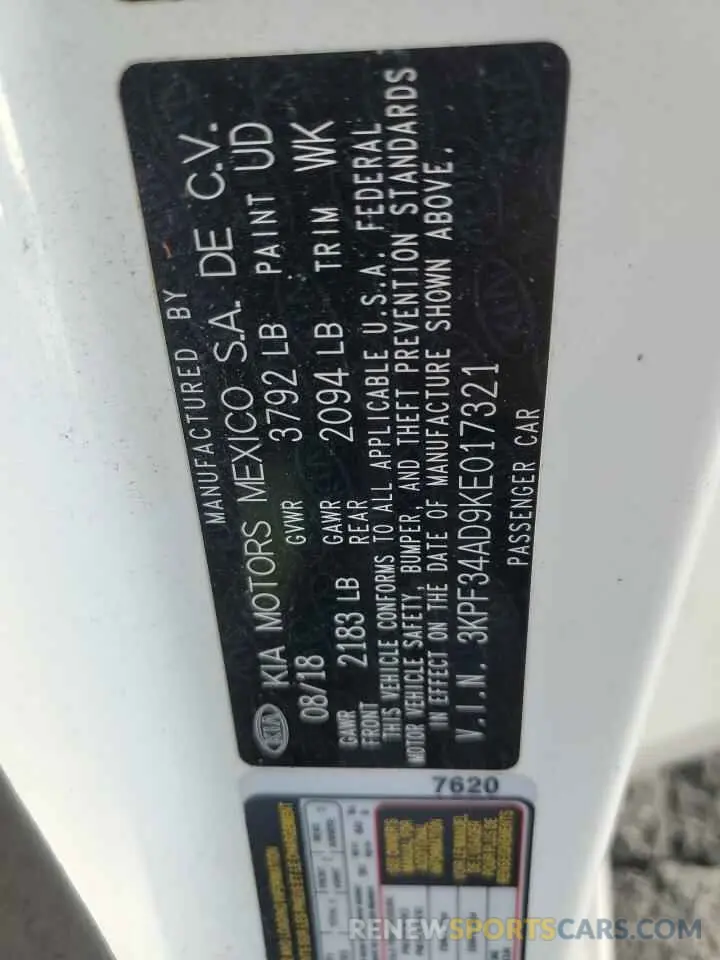 MANUFACTURED BY
KIA KIA MOTORS MEXICO S.A. DE C.V.
08/18 GVWR 3792 LB PAINT UD
GAWR FRONT 2183 LB GAWR REAR 2094 LB TRIM WK
THIS VEHICLE CONFORMS TO ALL APPLICABLE U.S.A. FEDERAL
MOTOR VEHICLE SAFETY, BUMPER, AND THEFT PREVENTION STANDARDS
IN EFFECT ON THE DATE OF MANUFACTURE SHOWN ABOVE.
V.I.N. 3KPF34AD9KE017321
PASSENGER CAR
7620
RENEWSPORTSCARS.COM